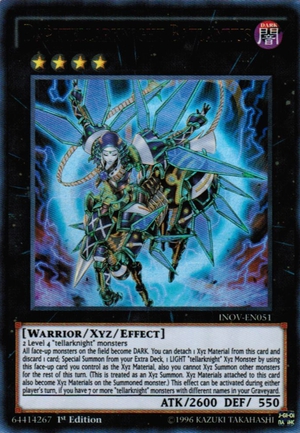 INOV-EN051
[Warrior/Xyz/Effect]
2 Level 4 "tellarknight" monsters
All face-up monsters on the field become DARK. You can detach 1 Xyz Material from this
card and discard 1 card; Special Summon from your Extra Deck, 1 "tellarknight" Xyz Monster by
using this face-up card you control as the Xyz Material, also you cannot Xyz Summon other monsters
for the rest of this turn. (This is treated as an Xyz Summon. Xyz Materials attached to this card
also become Xyz Materials on the Summoned monster.) This effect can be activated during either
player's turn, if you have 7 or more "tellarknight" monsters with different names in your Graveyard.
ATK/2600 DEF/ 550
64414267 1st Edition ©1996 KAZUKI TAKAHASHI